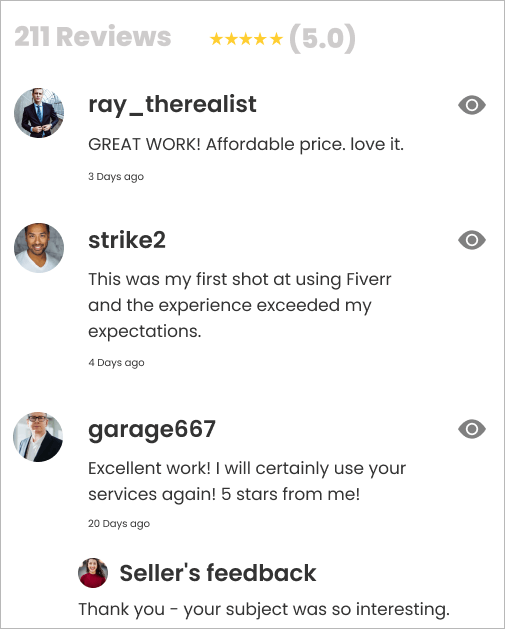 211 Reviews ★★★★★ (5.0)
ray_therealist
GREAT WORK! Affordable price. love it.
3 Days ago
strike2
This was my first shot at using Fiverr
and the experience exceeded my
expectations.
4 Days ago
garage667
Excellent work! I will certainly use your
services again! 5 stars from me!
20 Days ago
Seller's feedback
Thank you - your subject was so interesting.